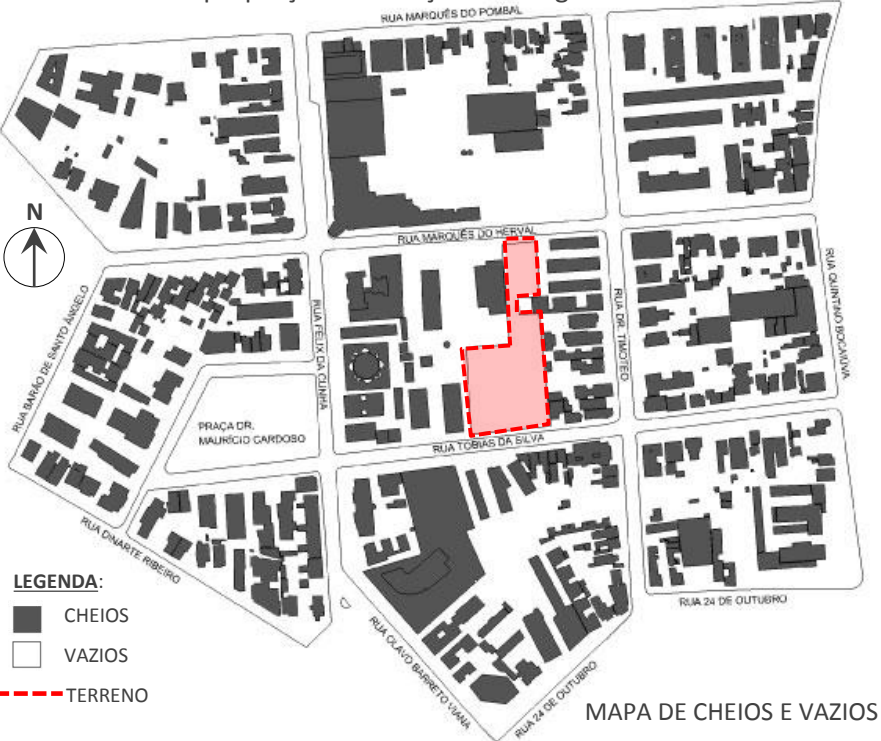 RUA MARQUÊS DO POMBAL
N
RUA MARQUÊS DO HERVAL
RUA BARÃO DE SANTO ÂNGELO
RUA FÉLIX DA CUNHA
RUA DR. TIMOTEO
RUA QUINTINO BOCAIÚVA
PRAÇA DR.
MAURÍCIO CARDOSO
RUA TOBIAS DA SILVA
RUA DINARTE RIBEIRO
LEGENDA:
CHEIOS
VAZIOS
TERRENO
RUA OLAVO BARRETO VIANA
RUA 24 DE OUTUBRO
RUA 24 DE OUTUBRO
MAPA DE CHEIOS E VAZIOS